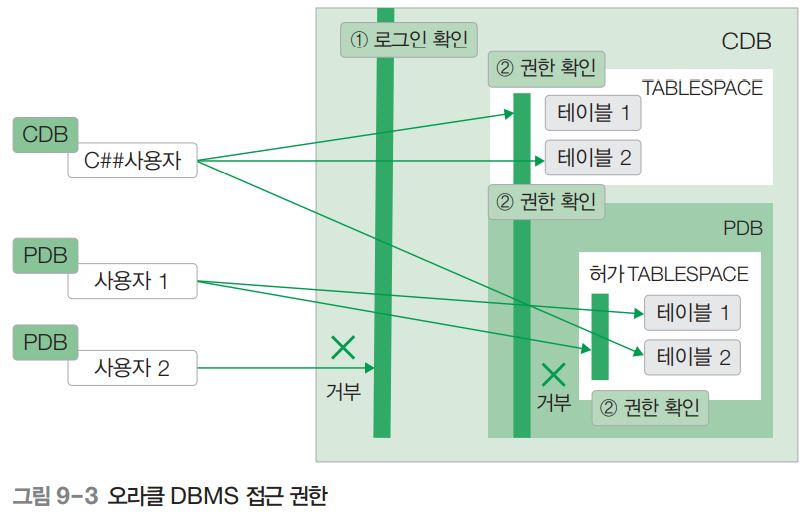 ① 로그인 확인
CDB
② 권한 확인
TABLESPACE
테이블 1
테이블 2
CDB
C##사용자
② 권한 확인
PDB
허가 TABLESPACE
테이블 1
테이블 2
PDB
사용자 1
PDB
사용자 2
거부
거부
② 권한 확인
그림 9-3 오라클 DBMS 접근 권한